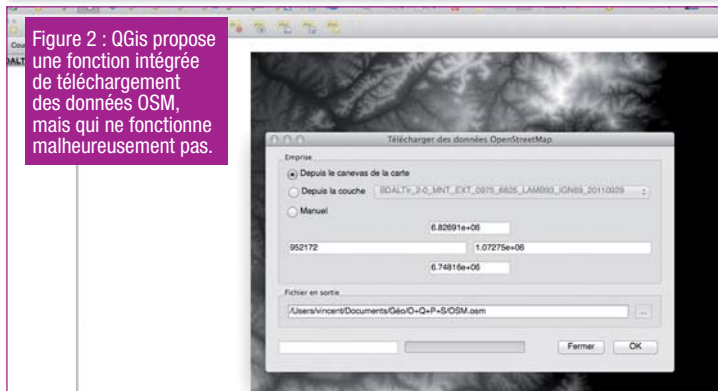 Figure 2 : QGis propose
une fonction intégrée
de téléchargement
des données OSM,
mais qui ne fonctionne
malheureusement pas.
Télécharger des données OpenStreetMap
Emprise
Depuis le canevas de la carte
Depuis la couche
BDALTIr_2-0_MNT_EXT_0975_6825_LAMB93_IGN69_20110929
Manuel
6.82691e+06
952172
1.07275e+06
6.74816e+06
Fichier en sortie
/Users/vincent/Documents/Géo/O+Q+P+S/OSM.osm
...
Fermer
OK